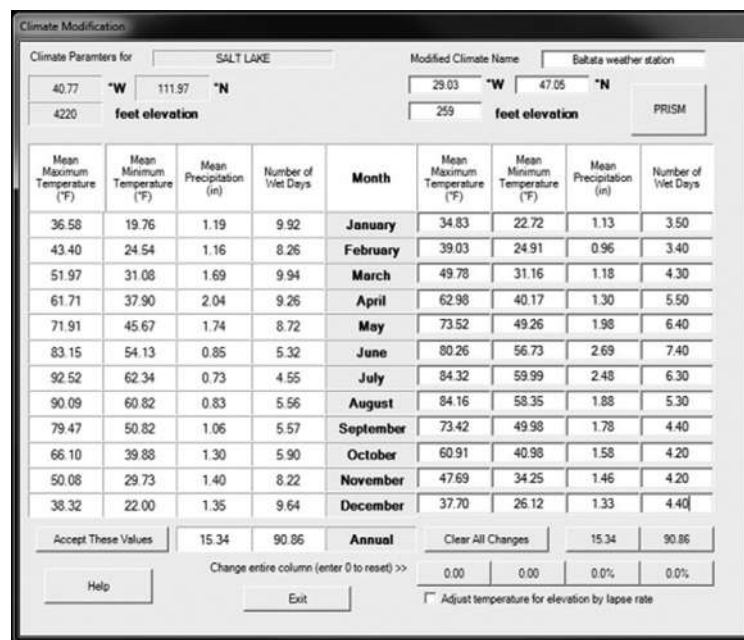 Climate Modification
Climate Paramters for SALT LAKE Modified Climate Name Baltata weather station
40.77 °W 111.97 °N 29.03 °W 47.05 °N
4220 feet elevation 259 feet elevation PRISM
Mean Maximum Temperature (°F) Mean Minimum Temperature (°F) Mean Precipitation (in) Number of Wet Days Month Mean Maximum Temperature (°F) Mean Minimum Temperature (°F) Mean Precipitation (in) Number of Wet Days
36.58 19.76 1.19 9.92 January 34.83 22.72 1.13 3.50
43.40 24.54 1.16 8.26 February 39.03 24.91 0.96 3.40
51.97 31.08 1.69 9.94 March 49.78 31.16 1.18 4.30
61.71 37.90 2.04 9.26 April 62.98 40.17 1.30 5.50
71.91 45.67 1.74 8.72 May 73.52 49.26 1.98 6.40
83.15 54.13 0.85 5.32 June 80.26 56.73 2.69 7.40
92.52 62.34 0.73 4.55 July 84.32 59.99 2.48 6.30
90.09 60.82 0.83 5.56 August 84.16 58.35 1.88 5.30
79.47 50.82 1.06 5.57 September 73.42 49.98 1.78 4.40
66.10 39.88 1.30 5.90 October 60.91 40.98 1.58 4.20
50.08 29.73 1.40 8.22 November 47.69 34.25 1.46 4.20
38.32 22.00 1.35 9.64 December 37.70 26.12 1.33 4.40
Accept These Values 15.34 90.86 Annual Clear All Changes 15.34 90.86
Change entire column (enter 0 to reset) >> 0.00 0.00 0.0% 0.0%
Help Exit Adjust temperature for elevation by lapse rate